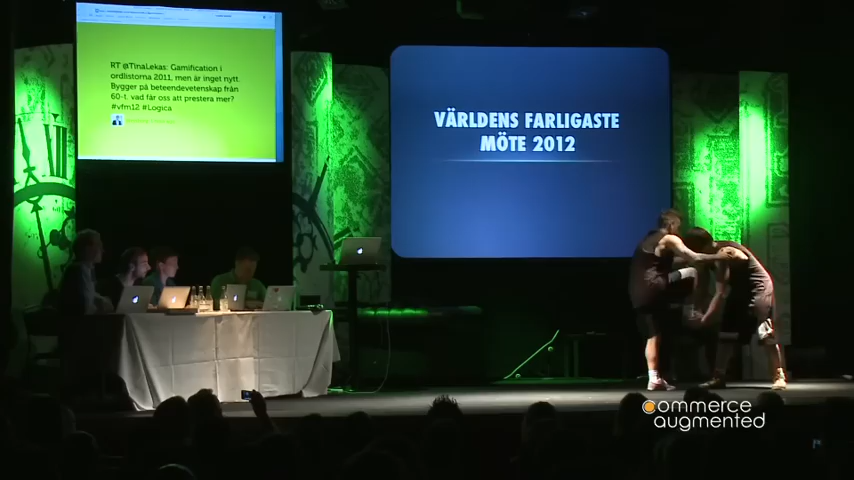 RT @TinaLekas: Gamification i
ordlistorna 2011, men är inget nytt.
Bygger på beteendevetenskap från
60-t. vad får oss att prestera mer?
#vfm12 #Logica
VÄRLDENS FARLIGASTE
MÖTE 2012
commerce
augmented